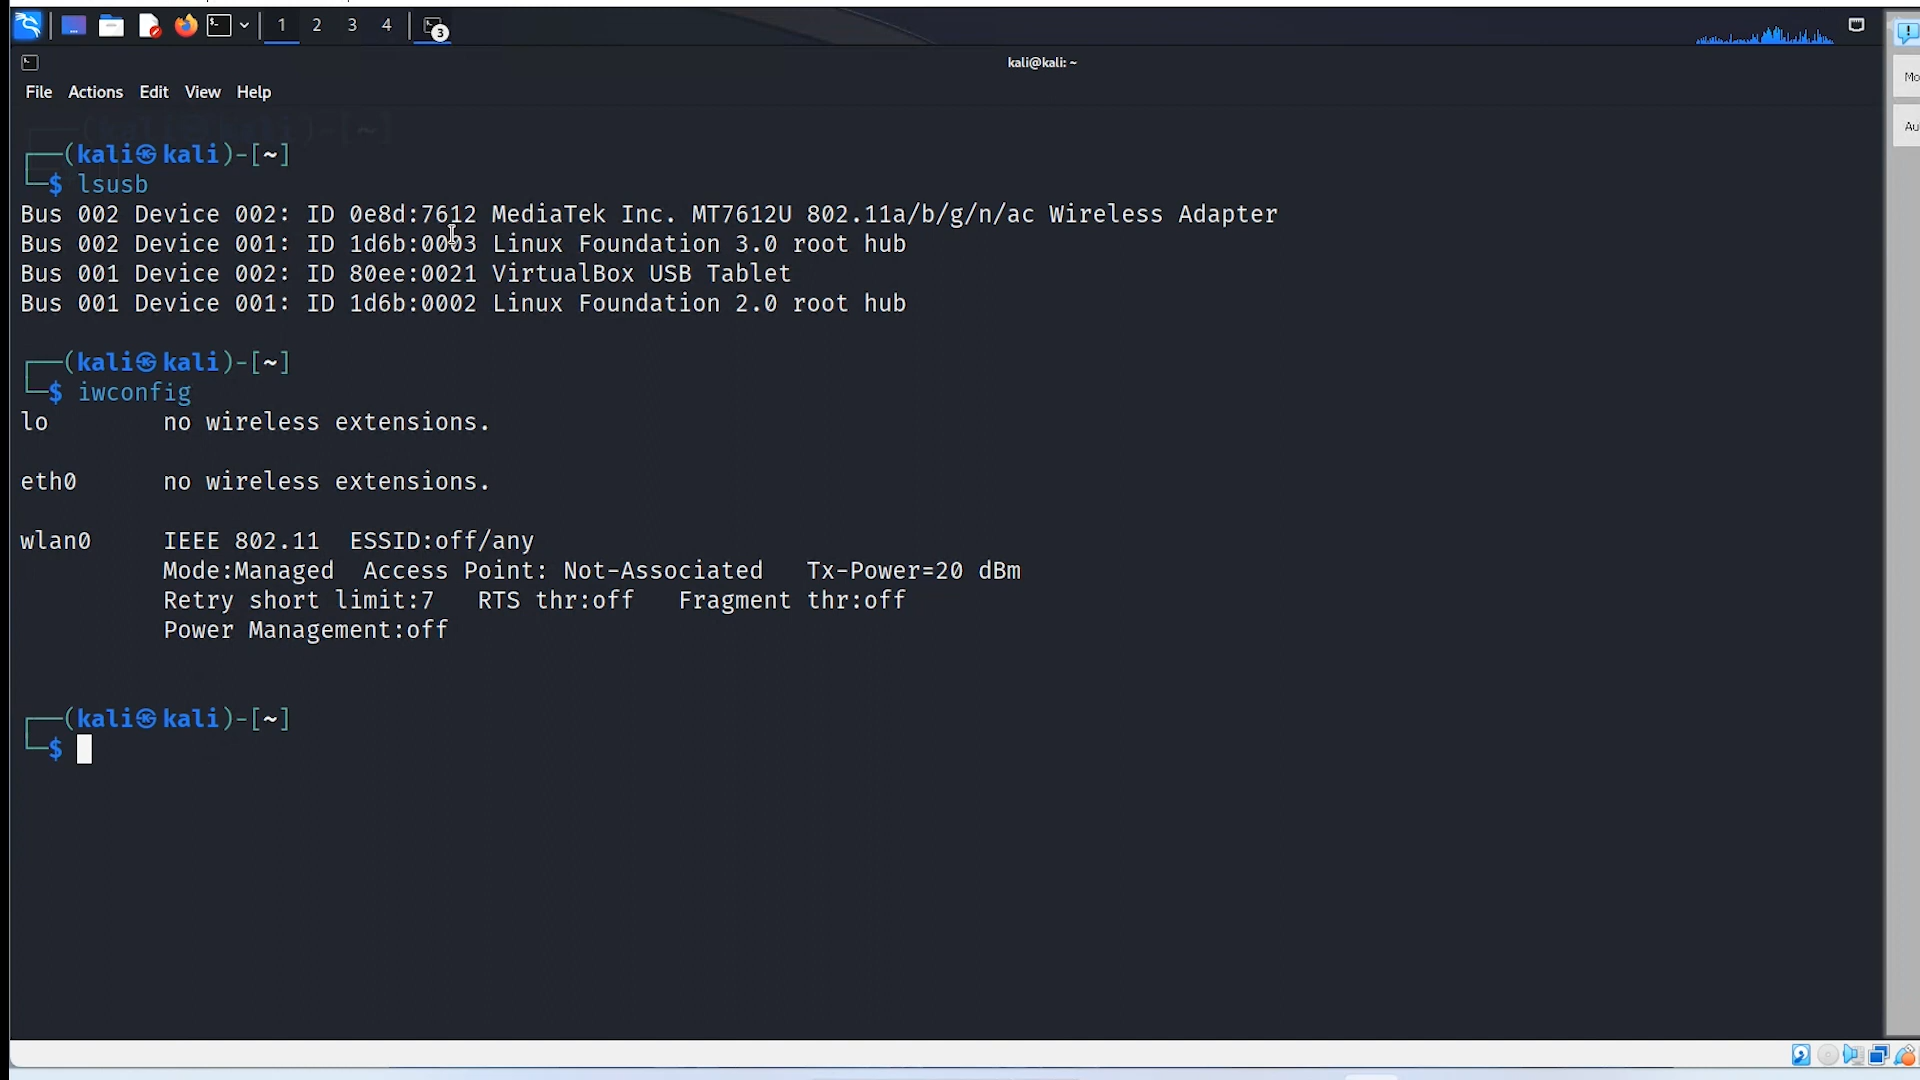 1 2 3 4 3
kali@kali: ~
File Actions Edit View Help
Mo
Au
┌──(kali㉿kali)-[~]
└─$ lsusb
Bus 002 Device 002: ID 0e8d:7612 MediaTek Inc. MT7612U 802.11a/b/g/n/ac Wireless Adapter
Bus 002 Device 001: ID 1d6b:0003 Linux Foundation 3.0 root hub
Bus 001 Device 002: ID 80ee:0021 VirtualBox USB Tablet
Bus 001 Device 001: ID 1d6b:0002 Linux Foundation 2.0 root hub
┌──(kali㉿kali)-[~]
└─$ iwconfig
lo        no wireless extensions.
eth0      no wireless extensions.
wlan0     IEEE 802.11  ESSID:off/any
Mode:Managed  Access Point: Not-Associated   Tx-Power=20 dBm
Retry short limit:7   RTS thr:off   Fragment thr:off
Power Management:off
┌──(kali㉿kali)-[~]
└─$